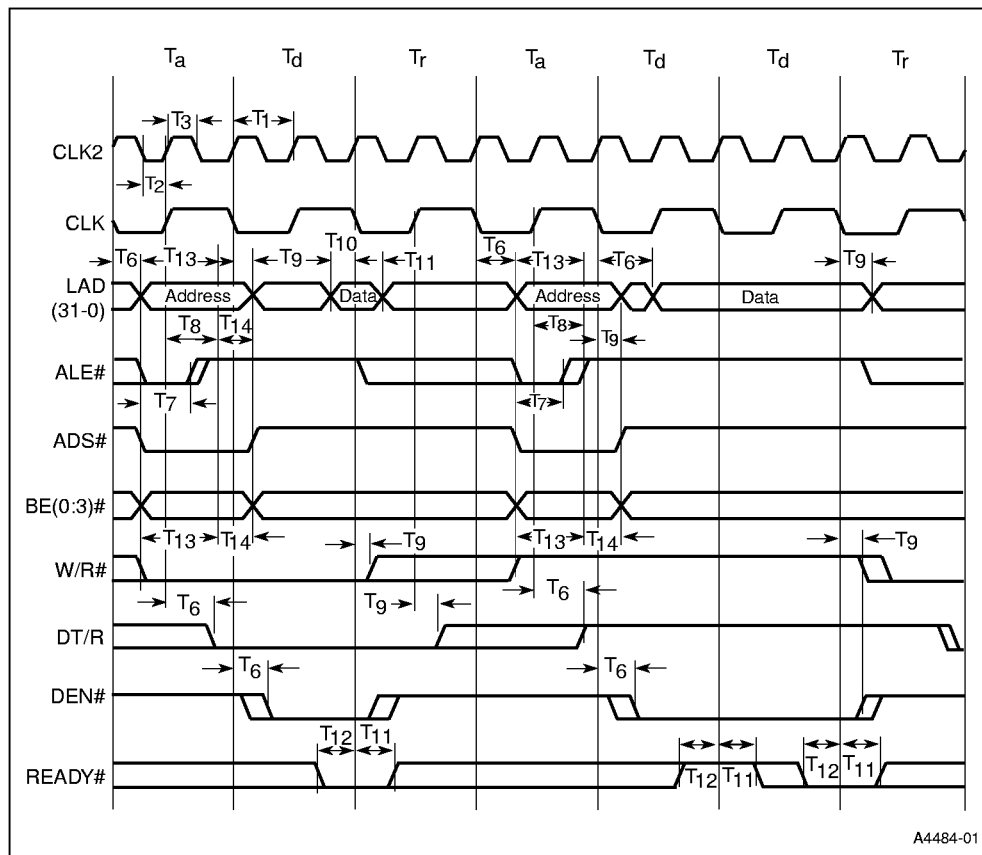 Ta Td Tr Ta Td Td Tr
T3 T1
CLK2
T2
CLK
T6 T13 T9 T10 T11 T6 T13 T6 T9
LAD
(31-0)
Address Data Address Data
T8 T14 T8 T9
ALE#
T7 T7
ADS#
BE(0:3)#
T13 T14 T9 T13 T14 T9
W/R#
T6 T9 T6
DT/R
T6 T6
DEN#
T12 T11
READY#
T12 T11 T12 T11
A4484-01